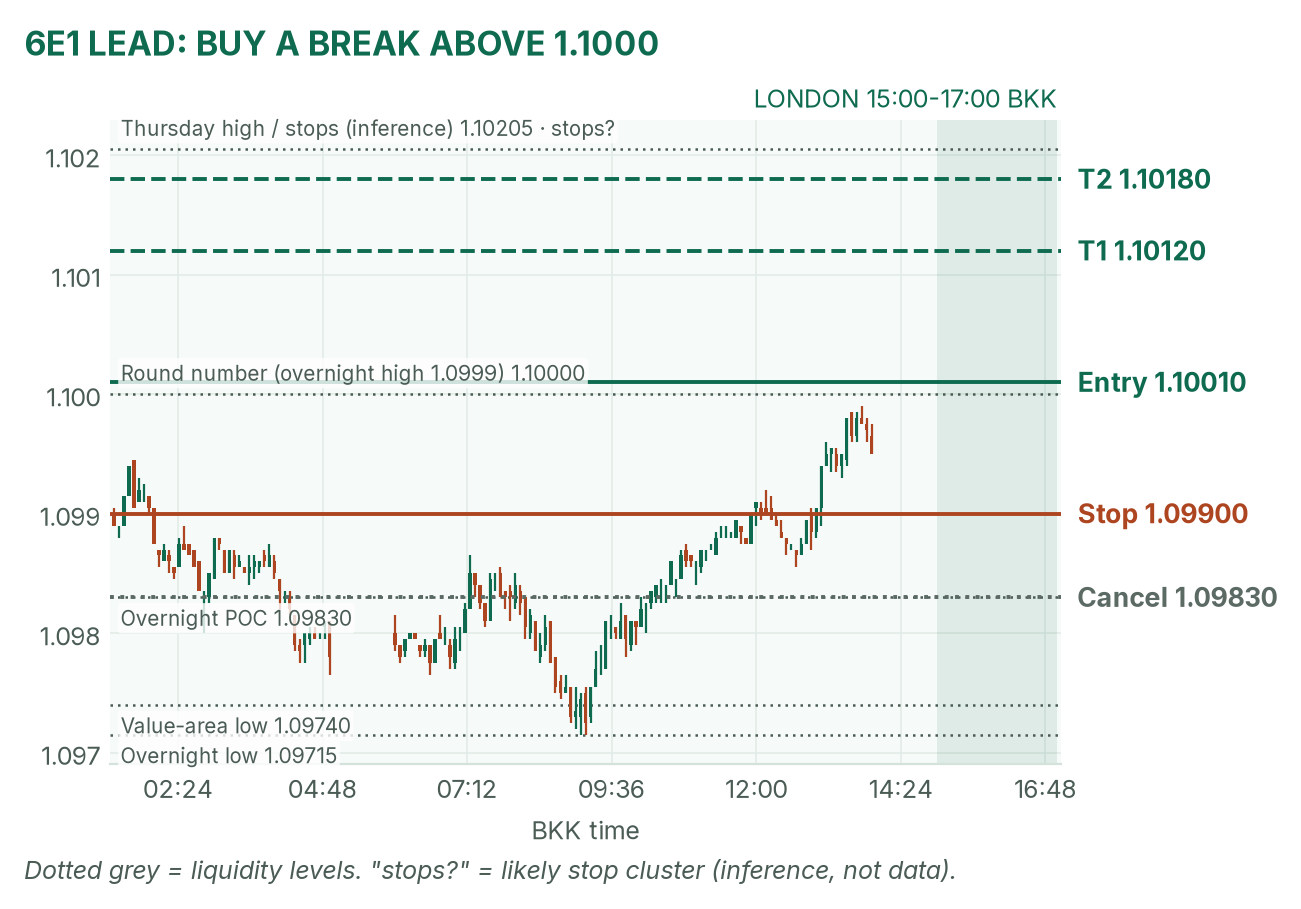 6E1 LEAD: BUY A BREAK ABOVE 1.1000
LONDON 15:00-17:00 BKK
Thursday high / stops (inference) 1.10205 · stops?
1.102
T2 1.10180
T1 1.10120
1.101
Round number (overnight high 1.0999) 1.10000
Entry 1.10010
1.100
1.099
Stop 1.09900
Cancel 1.09830
Overnight POC 1.09830
1.098
Value-area low 1.09740
1.097
Overnight low 1.09715
02:24 04:48 07:12 09:36 12:00 14:24 16:48
BKK time
Dotted grey = liquidity levels. "stops?" = likely stop cluster (inference, not data).